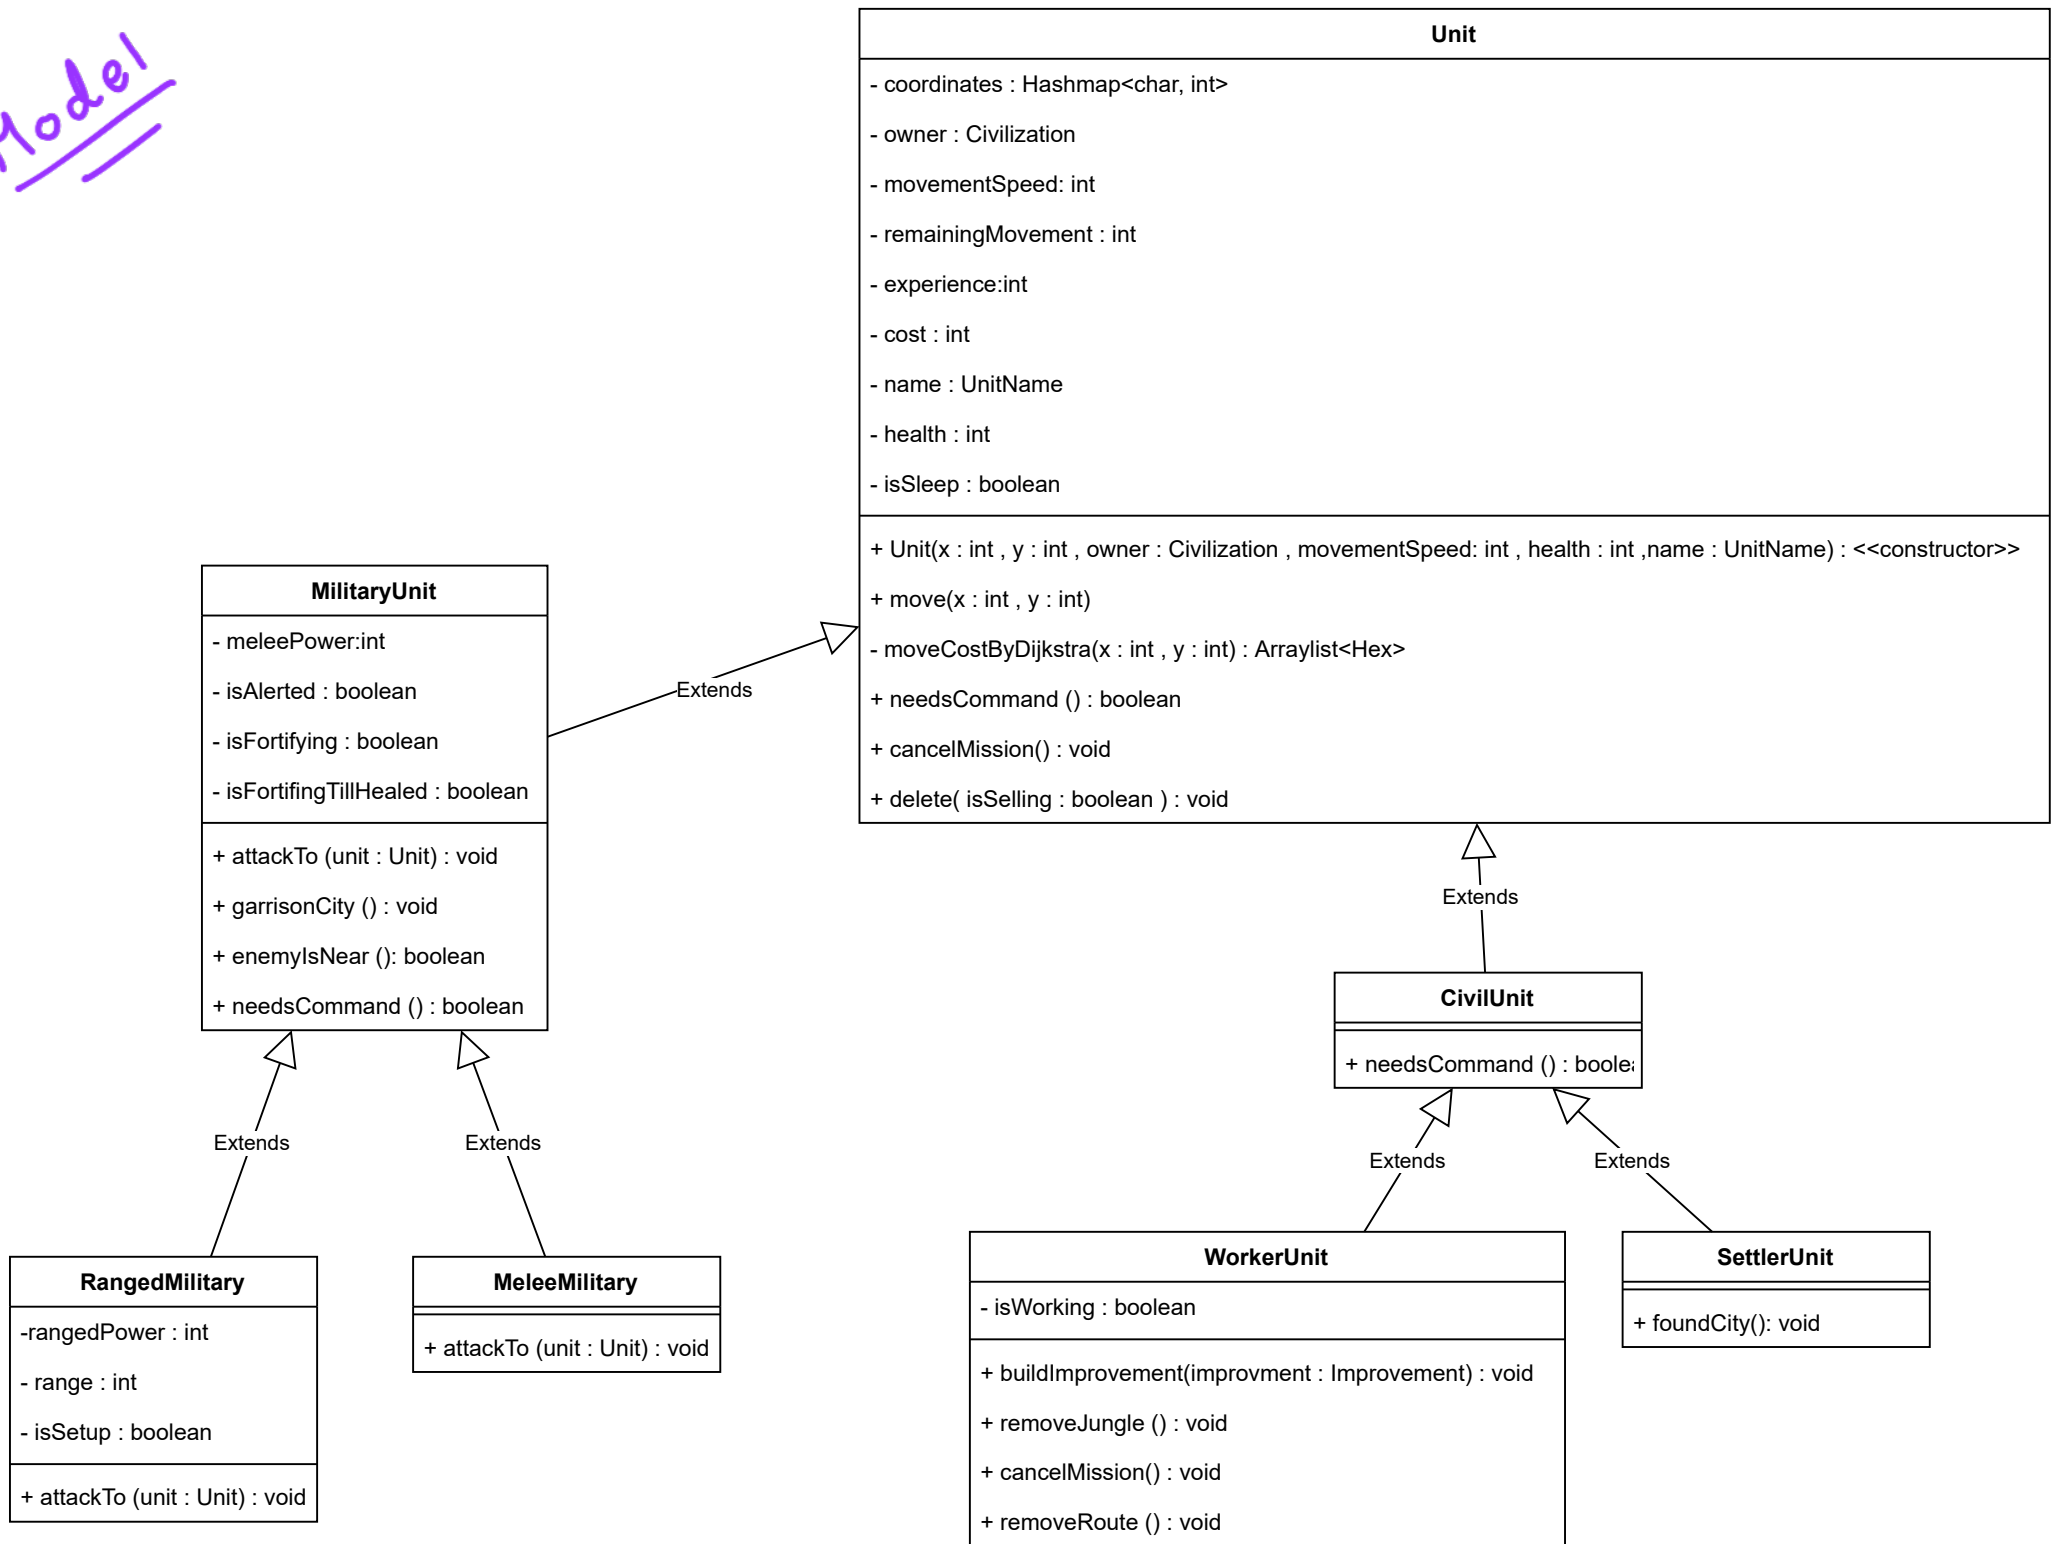 Model
Unit
- coordinates : Hashmap<char, int>
- owner : Civilization
- movementSpeed: int
- remainingMovement : int
- experience:int
- cost : int
- name : UnitName
- health : int
- isSleep : boolean
+ Unit(x : int , y : int , owner : Civilization , movementSpeed: int , health : int ,name : UnitName) : <<constructor>>
+ move(x : int , y : int)
- moveCostByDijkstra(x : int , y : int) : Arraylist<Hex>
+ needsCommand () : boolean
+ cancelMission() : void
+ delete( isSelling : boolean ) : void
MilitaryUnit
- meleePower:int
- isAlerted : boolean
- isFortifying : boolean
- isFortifingTillHealed : boolean
+ attackTo (unit : Unit) : void
+ garrisonCity () : void
+ enemyIsNear (): boolean
+ needsCommand () : boolean
Extends
Extends
CivilUnit
+ needsCommand () : boolea
Extends
Extends
Extends
Extends
RangedMilitary
-rangedPower : int
- range : int
- isSetup : boolean
+ attackTo (unit : Unit) : void
MeleeMilitary
+ attackTo (unit : Unit) : void
WorkerUnit
- isWorking : boolean
+ buildImprovement(improvment : Improvement) : void
+ removeJungle () : void
+ cancelMission() : void
+ removeRoute () : void
SettlerUnit
+ foundCity(): void